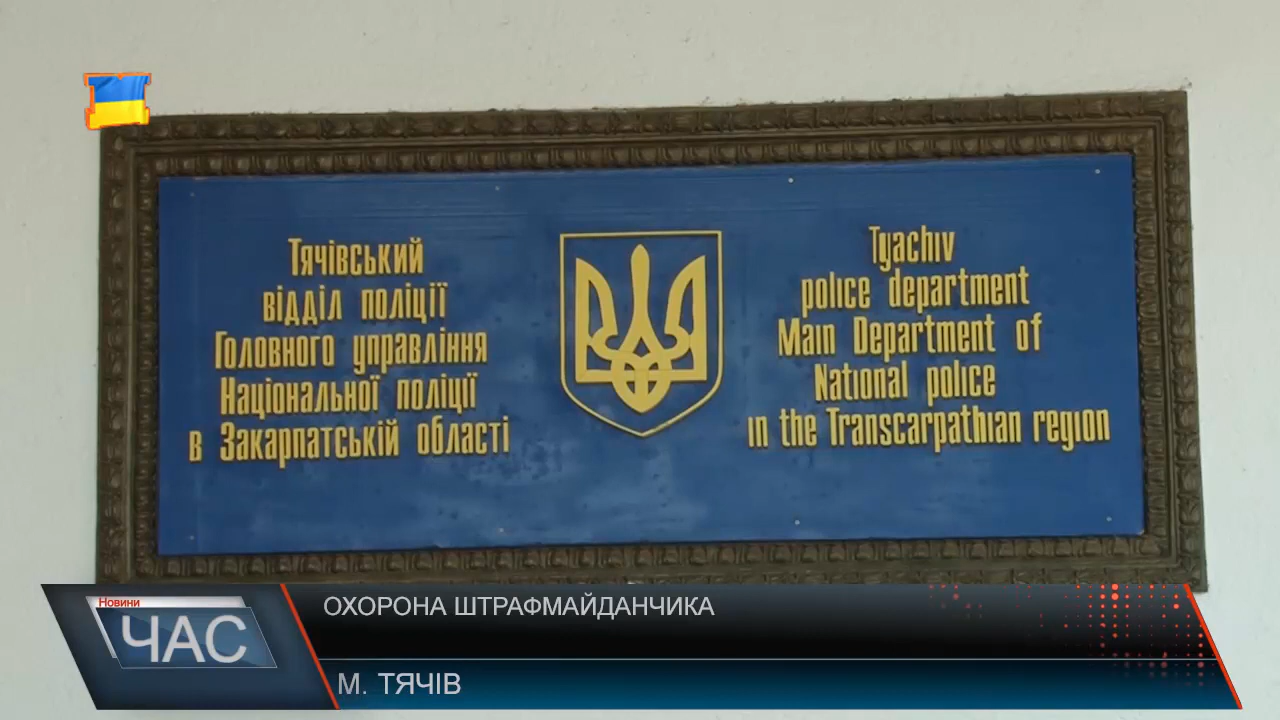 Тячівський
відділ поліції
Головного управління
Національної поліції
в Закарпатській області
Tyachiv
police department
Main Department of
National police
in the Transcarpathian region
Новини
ЧАС
ОХОРОНА ШТРАФМАЙДАНЧИКА
М. ТЯЧІВ